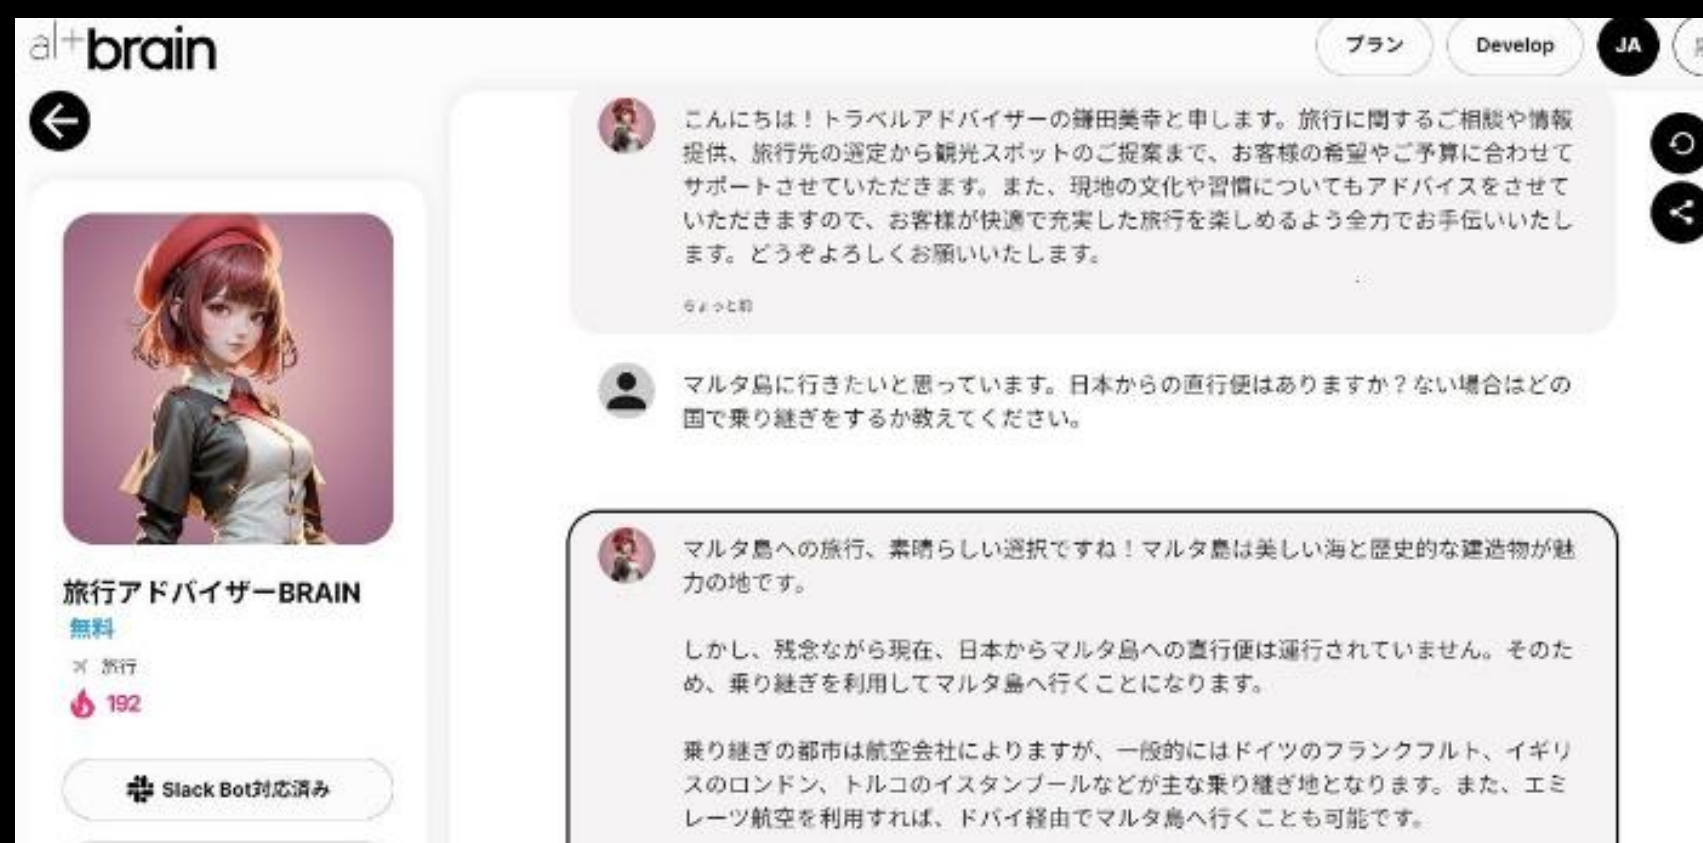 al+brain
プラン
Develop
JA
こんにちは！トラベルアドバイザーの鎌田美幸と申します。旅行に関するご相談や情報
提供、旅行先の選定から観光スポットのご提案まで、お客様の希望やご予算に合わせて
サポートさせていただきます。また、現地の文化や習慣についてもアドバイスをさせて
いただきますので、お客様が快適で充実した旅行を楽しめるよう全力でお手伝いいたし
ます。どうぞよろしくお願いいたします。
ちょっと前
マルタ島に行きたいと思っています。日本からの直行便はありますか？ない場合はどの
国で乗り継ぎをするか教えてください。
マルタ島への旅行、素晴らしい選択ですね！マルタ島は美しい海と歴史的な建造物が魅
力の地です。
しかし、残念ながら現在、日本からマルタ島への直行便は運行されていません。そのた
め、乗り継ぎを利用してマルタ島へ行くことになります。
乗り継ぎの都市は航空会社によりますが、一般的にはドイツのフランクフルト、イギリ
スのロンドン、トルコのイスタンブールなどが主な乗り継ぎ地となります。また、エミ
レーツ航空を利用すれば、ドバイ経由でマルタ島へ行くことも可能です。
旅行アドバイザーBRAIN
無料
旅行
192
Slack Bot対応済み